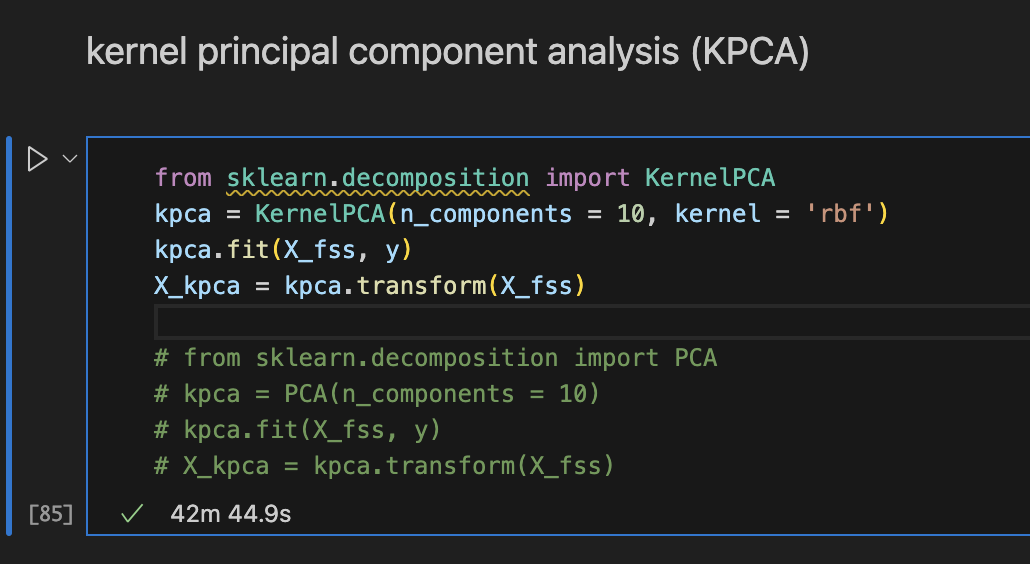 kernel principal component analysis (KPCA)
from sklearn.decomposition import KernelPCA
kpca = KernelPCA(n_components = 10, kernel = 'rbf')
kpca.fit(X_fss, y)
X_kpca = kpca.transform(X_fss)
# from sklearn.decomposition import PCA
# kpca = PCA(n_components = 10)
# kpca.fit(X_fss, y)
# X_kpca = kpca.transform(X_fss)
[85] 42m 44.9s